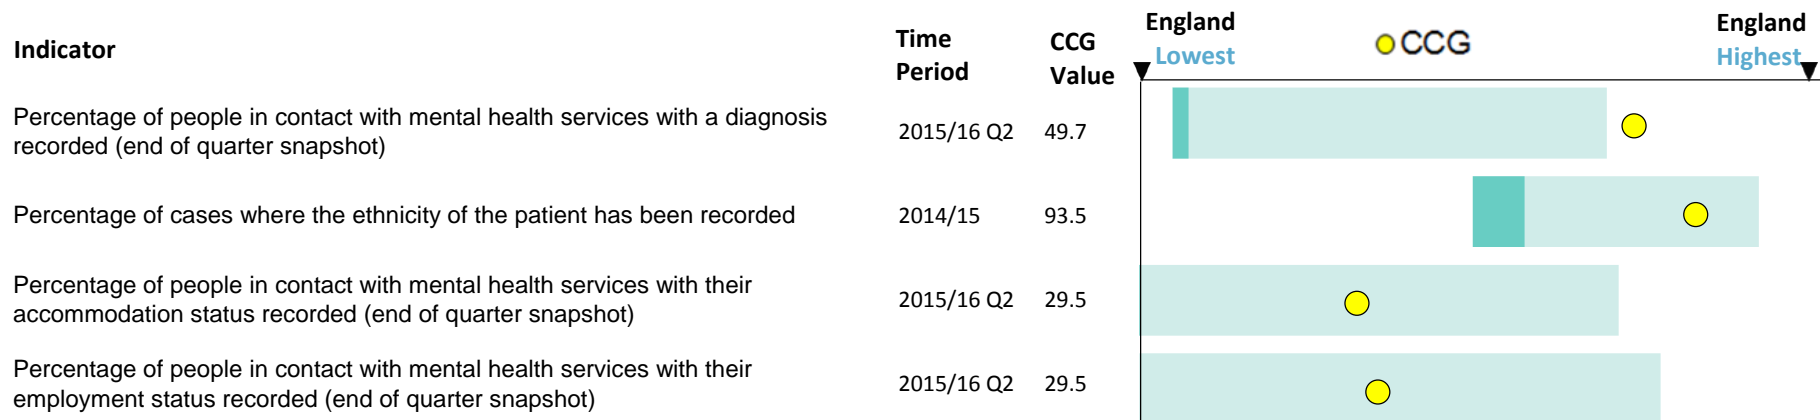 Indicator
Time Period
CCG Value
England Lowest
CCG
England Highest
Percentage of people in contact with mental health services with a diagnosis
recorded (end of quarter snapshot)
2015/16 Q2
49.7
Percentage of cases where the ethnicity of the patient has been recorded
2014/15
93.5
Percentage of people in contact with mental health services with their
accommodation status recorded (end of quarter snapshot)
2015/16 Q2
29.5
Percentage of people in contact with mental health services with their
employment status recorded (end of quarter snapshot)
2015/16 Q2
29.5